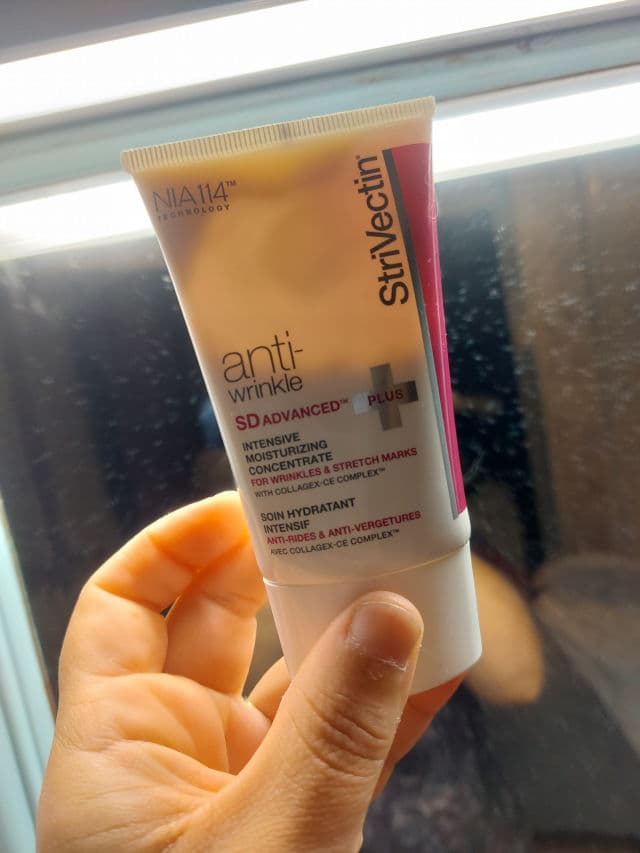 NIA114™
TECHNOLOGY
StriVectin®
anti-
wrinkle
SD ADVANCED™ PLUS
INTENSIVE
MOISTURIZING
CONCENTRATE
FOR WRINKLES & STRETCH MARKS
WITH COLLAGEX-CE COMPLEX™
SOIN HYDRATANT
INTENSIF
ANTI-RIDES & ANTI-VERGETURES
AVEC COLLAGEX-CE COMPLEX™